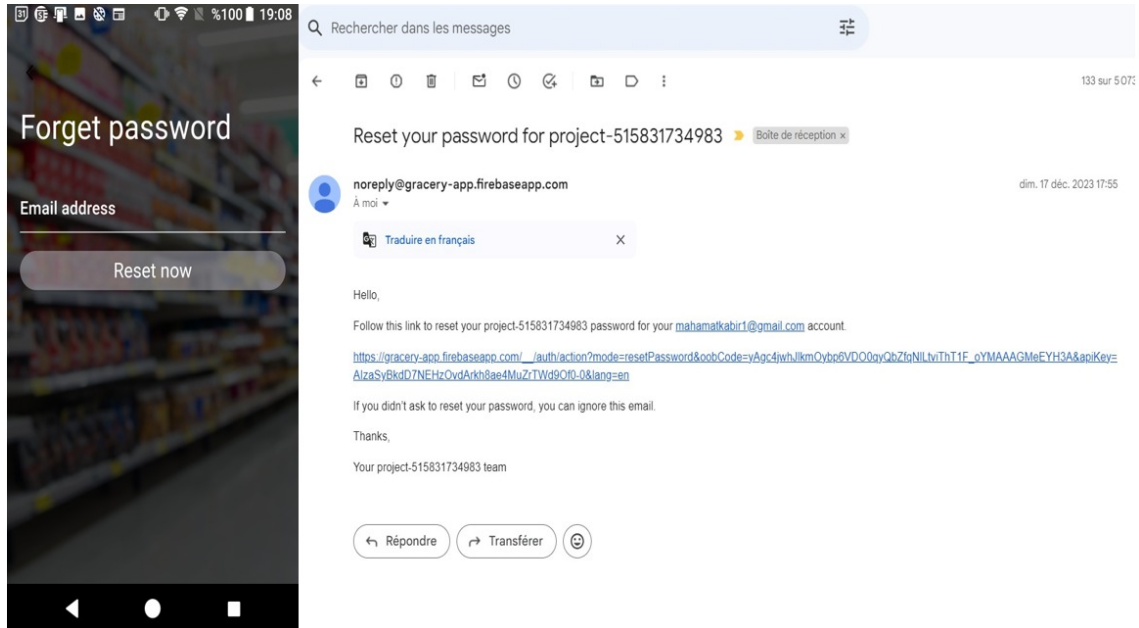 %100 19:08
Forget password
Email address
Reset now
Rechercher dans les messages
133 sur 5 073
Reset your password for project-515831734983 Boîte de réception ×
noreply@gracery-app.firebaseapp.com
dim. 17 déc. 2023 17:55
À moi
Traduire en français
Hello,
Follow this link to reset your project-515831734983 password for your mahamatkabir1@gmail.com account.
https://gracery-app.firebaseapp.com/__/auth/action?mode=resetPassword&oobCode=yAgc4jwhJlkmOybp6VDO0qyQbZfqNlLtviThT1F_oYMAAAGMeEYH3A&apiKey=
AIzaSyBkdD7NEHzOvdArkh8ae4MuZrTWd9Of0-0&lang=en
If you didn't ask to reset your password, you can ignore this email.
Thanks,
Your project-515831734983 team
Répondre
Transférer